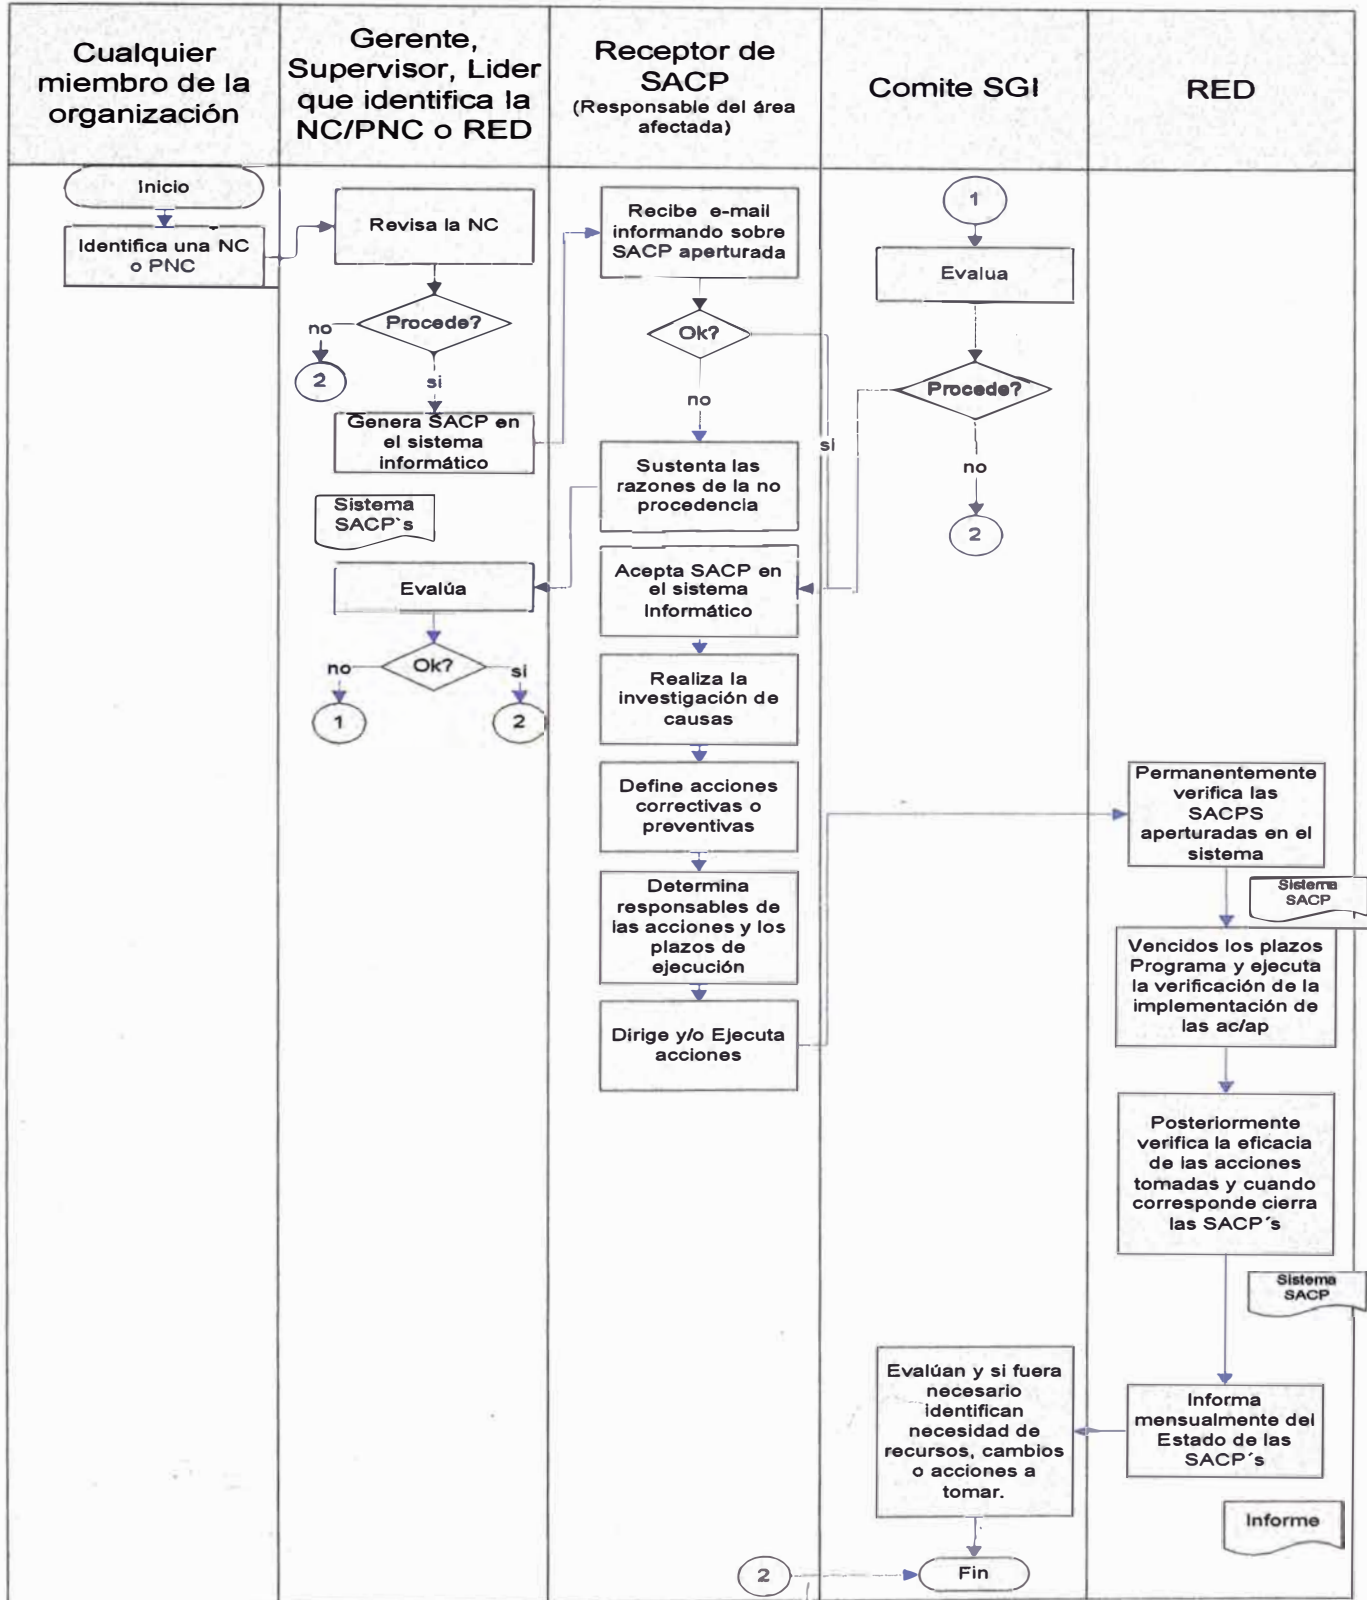 Cualquier
miembro de la
organización
Gerente,
Supervisor, Lider
que identifica la
NC/PNC o RED
Receptor de
SACP
(Responsable del área
afectada)
Comite SGI
RED
Inicio
Identifica una NC
o PNC
Revisa la NC
Procede?
no
2
si
Genera SACP en
el sistema
informático
Sistema
SACP`s
Evalúa
Ok?
no
si
1
2
Recibe e-mail
informando sobre
SACP aperturada
Ok?
no
si
Sustenta las
razones de la no
procedencia
Acepta SACP en
el sistema
Informático
Realiza la
investigación de
causas
Define acciones
correctivas o
preventivas
Determina
responsables de
las acciones y los
plazos de
ejecución
Dirige y/o Ejecuta
acciones
1
Evalua
Procede?
no
2
Permanentemente
verifica las
SACPS
aperturadas en el
sistema
Sistema
SACP
Vencidos los plazos
Programa y ejecuta
la verificación de la
implementación de
las ac/ap
Posteriormente
verifica la eficacia
de las acciones
tomadas y cuando
corresponde cierra
las SACP´s
Sistema
SACP
Informa
mensualmente del
Estado de las
SACP´s
Informe
Evalúan y si fuera
necesario
identifican
necesidad de
recursos, cambios
o acciones a
tomar.
2
Fin